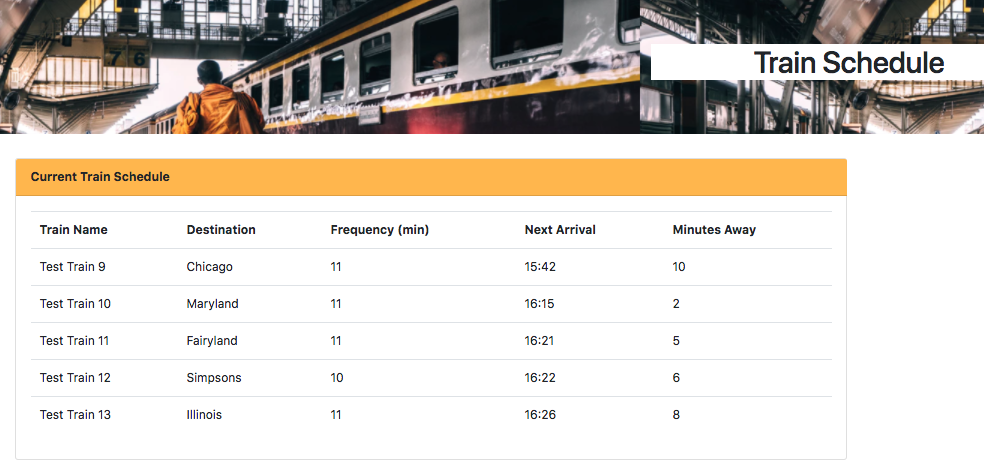 7 6
Train Schedule
Current Train Schedule
Train Name Destination Frequency (min) Next Arrival Minutes Away
Test Train 9 Chicago 11 15:42 10
Test Train 10 Maryland 11 16:15 2
Test Train 11 Fairyland 11 16:21 5
Test Train 12 Simpsons 10 16:22 6
Test Train 13 Illinois 11 16:26 8